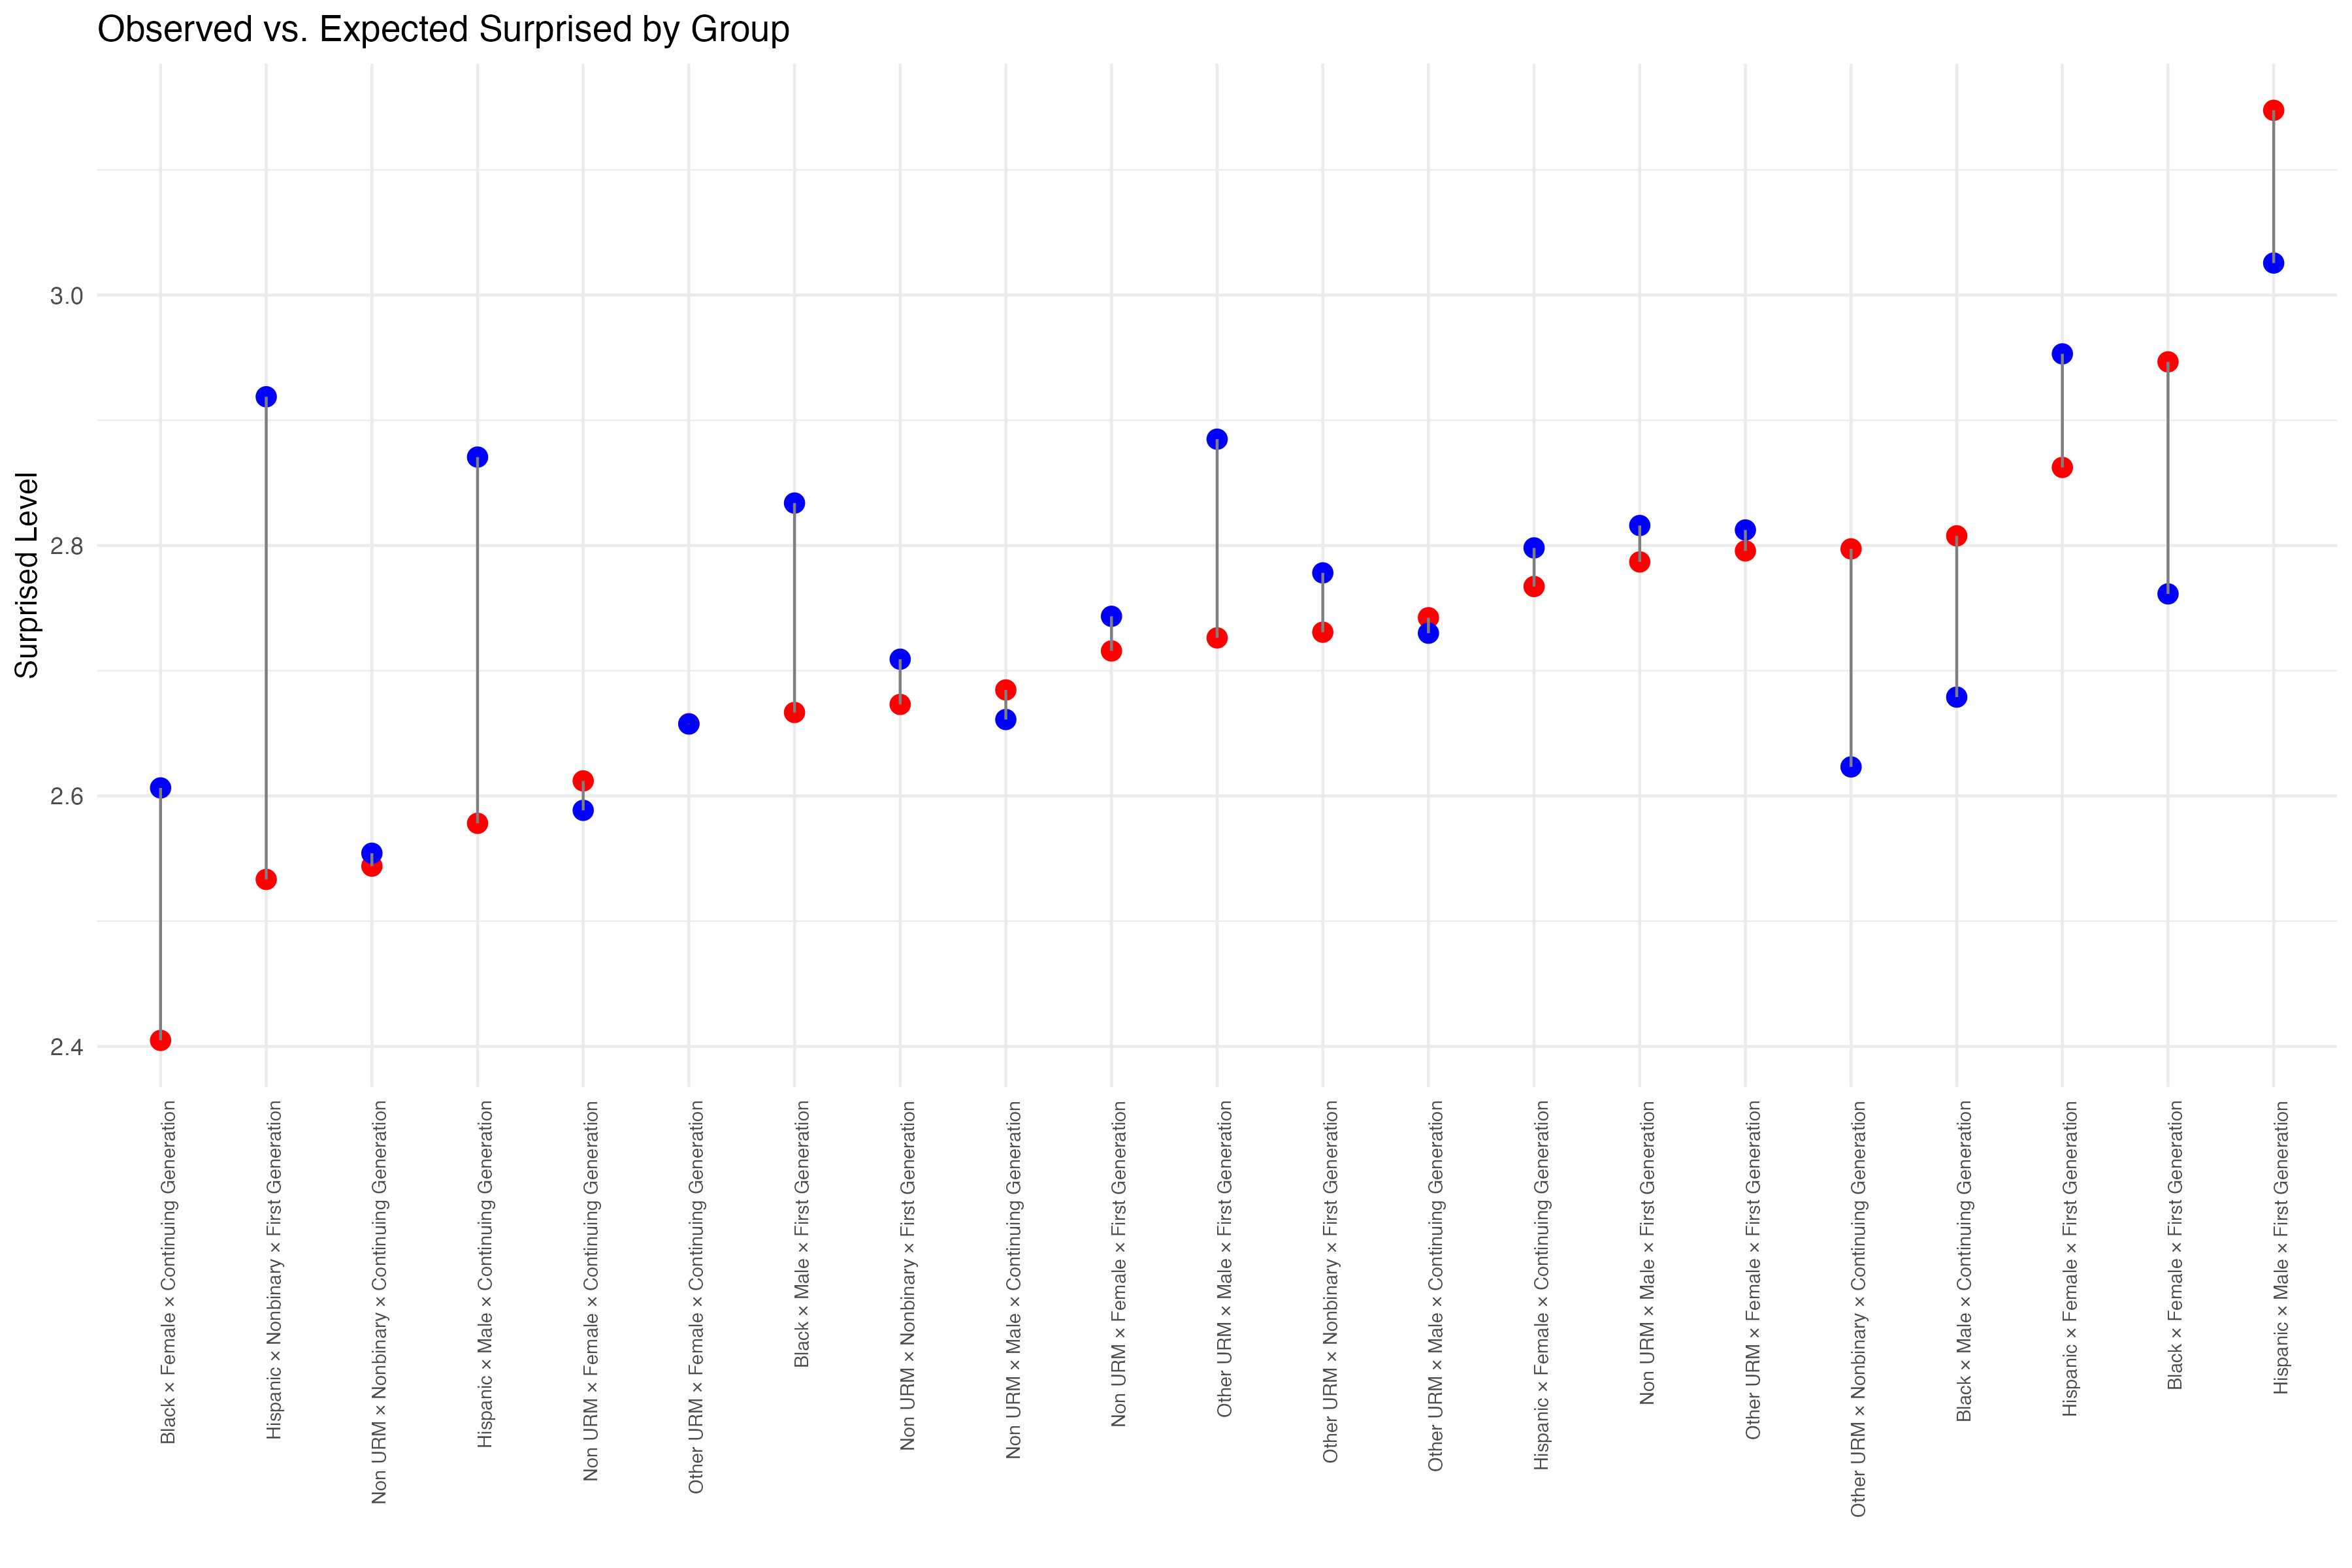 Observed vs. Expected Surprised by Group
Surprised Level
3.0
2.8
2.6
2.4
Black × Female × Continuing Generation
Hispanic × Nonbinary × First Generation
Non URM × Nonbinary × Continuing Generation
Hispanic × Male × Continuing Generation
Non URM × Female × Continuing Generation
Other URM × Female × Continuing Generation
Black × Male × First Generation
Non URM × Nonbinary × First Generation
Non URM × Male × Continuing Generation
Non URM × Female × First Generation
Other URM × Male × First Generation
Other URM × Nonbinary × First Generation
Other URM × Male × Continuing Generation
Hispanic × Female × Continuing Generation
Non URM × Male × First Generation
Other URM × Female × First Generation
Other URM × Nonbinary × Continuing Generation
Black × Male × Continuing Generation
Hispanic × Female × First Generation
Black × Female × First Generation
Hispanic × Male × First Generation